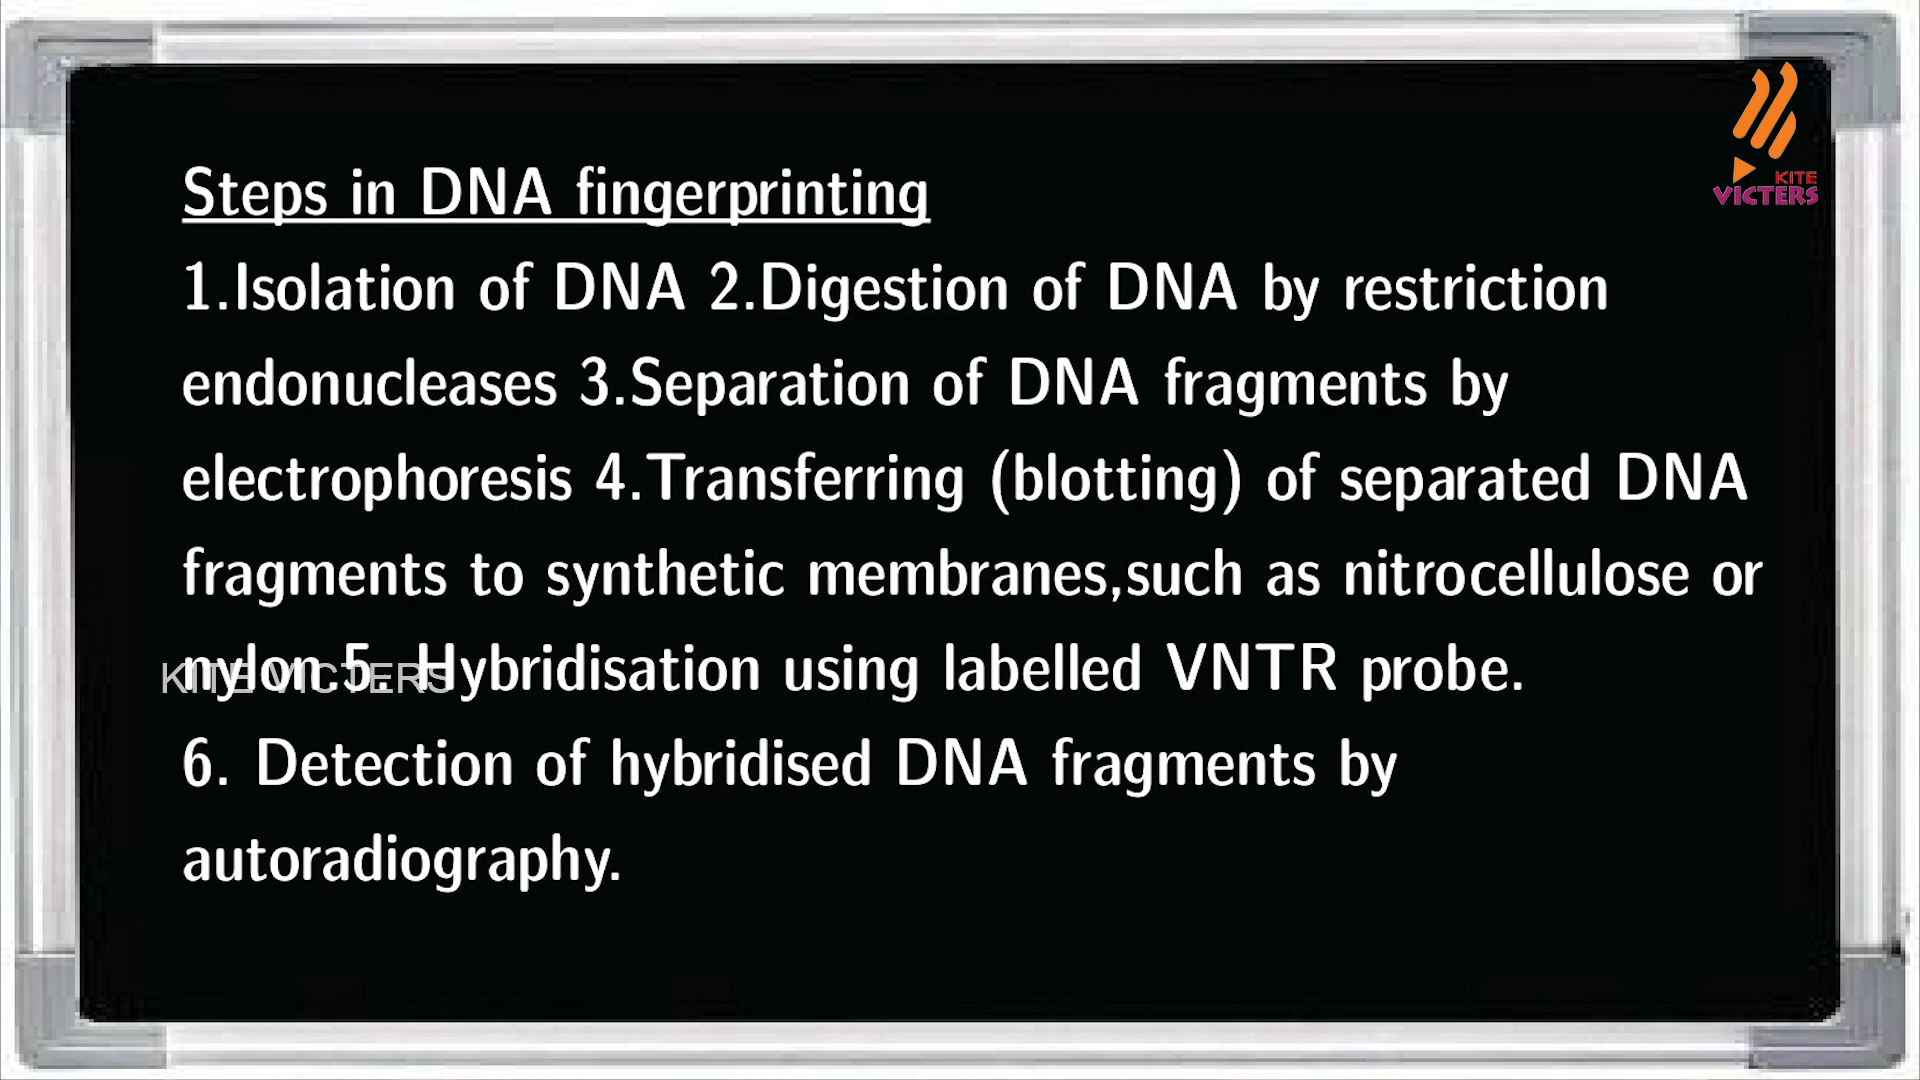 KITE
VICTERS
Steps in DNA fingerprinting
1.Isolation of DNA 2.Digestion of DNA by restriction
endonucleases 3.Separation of DNA fragments by
electrophoresis 4.Transferring (blotting) of separated DNA
fragments to synthetic membranes,such as nitrocellulose or
nylon.5. Hybridisation using labelled VNTR probe.
KITE VICTERS
6. Detection of hybridised DNA fragments by
autoradiography.